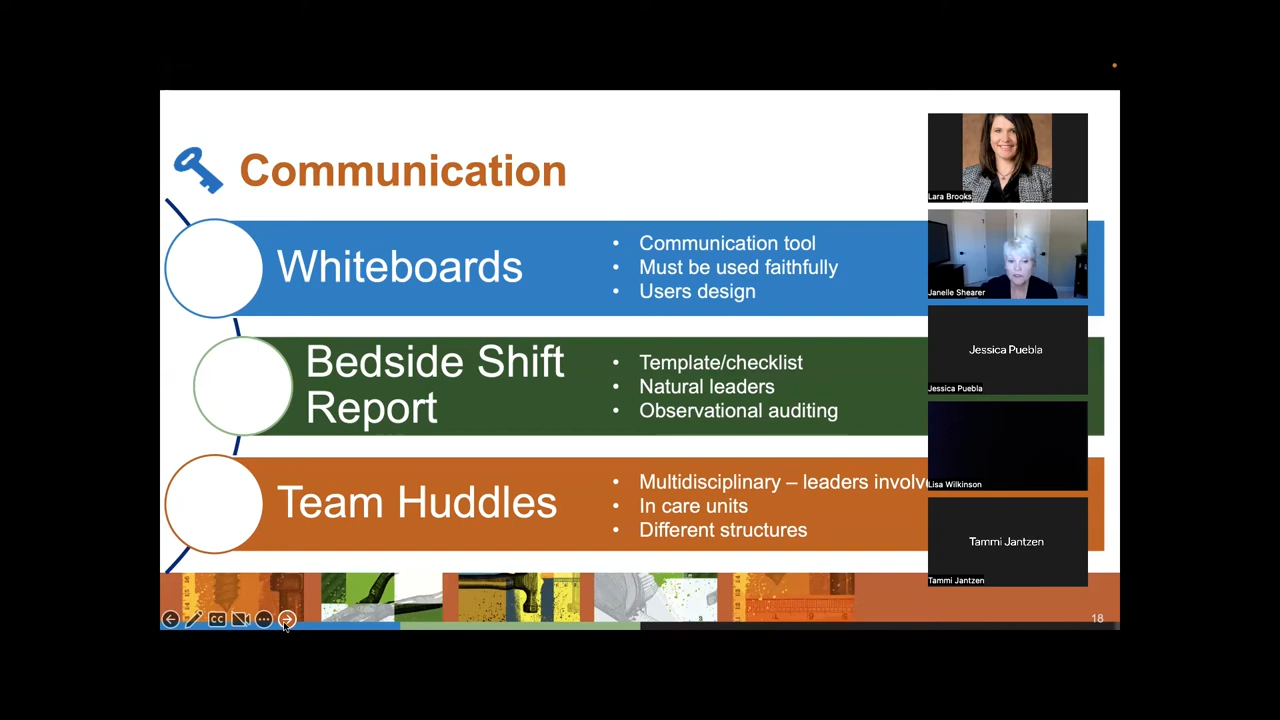 Communication
Whiteboards
• Communication tool
• Must be used faithfully
• Users design
Bedside Shift
Report
• Template/checklist
• Natural leaders
• Observational auditing
Team Huddles
• Multidisciplinary – leaders involv
• In care units
• Different structures
Lara Brooks
Janelle Shearer
Jessica Puebla
Jessica Puebla
Lisa Wilkinson
Tammi Jantzen
Tammi Jantzen
CC
18